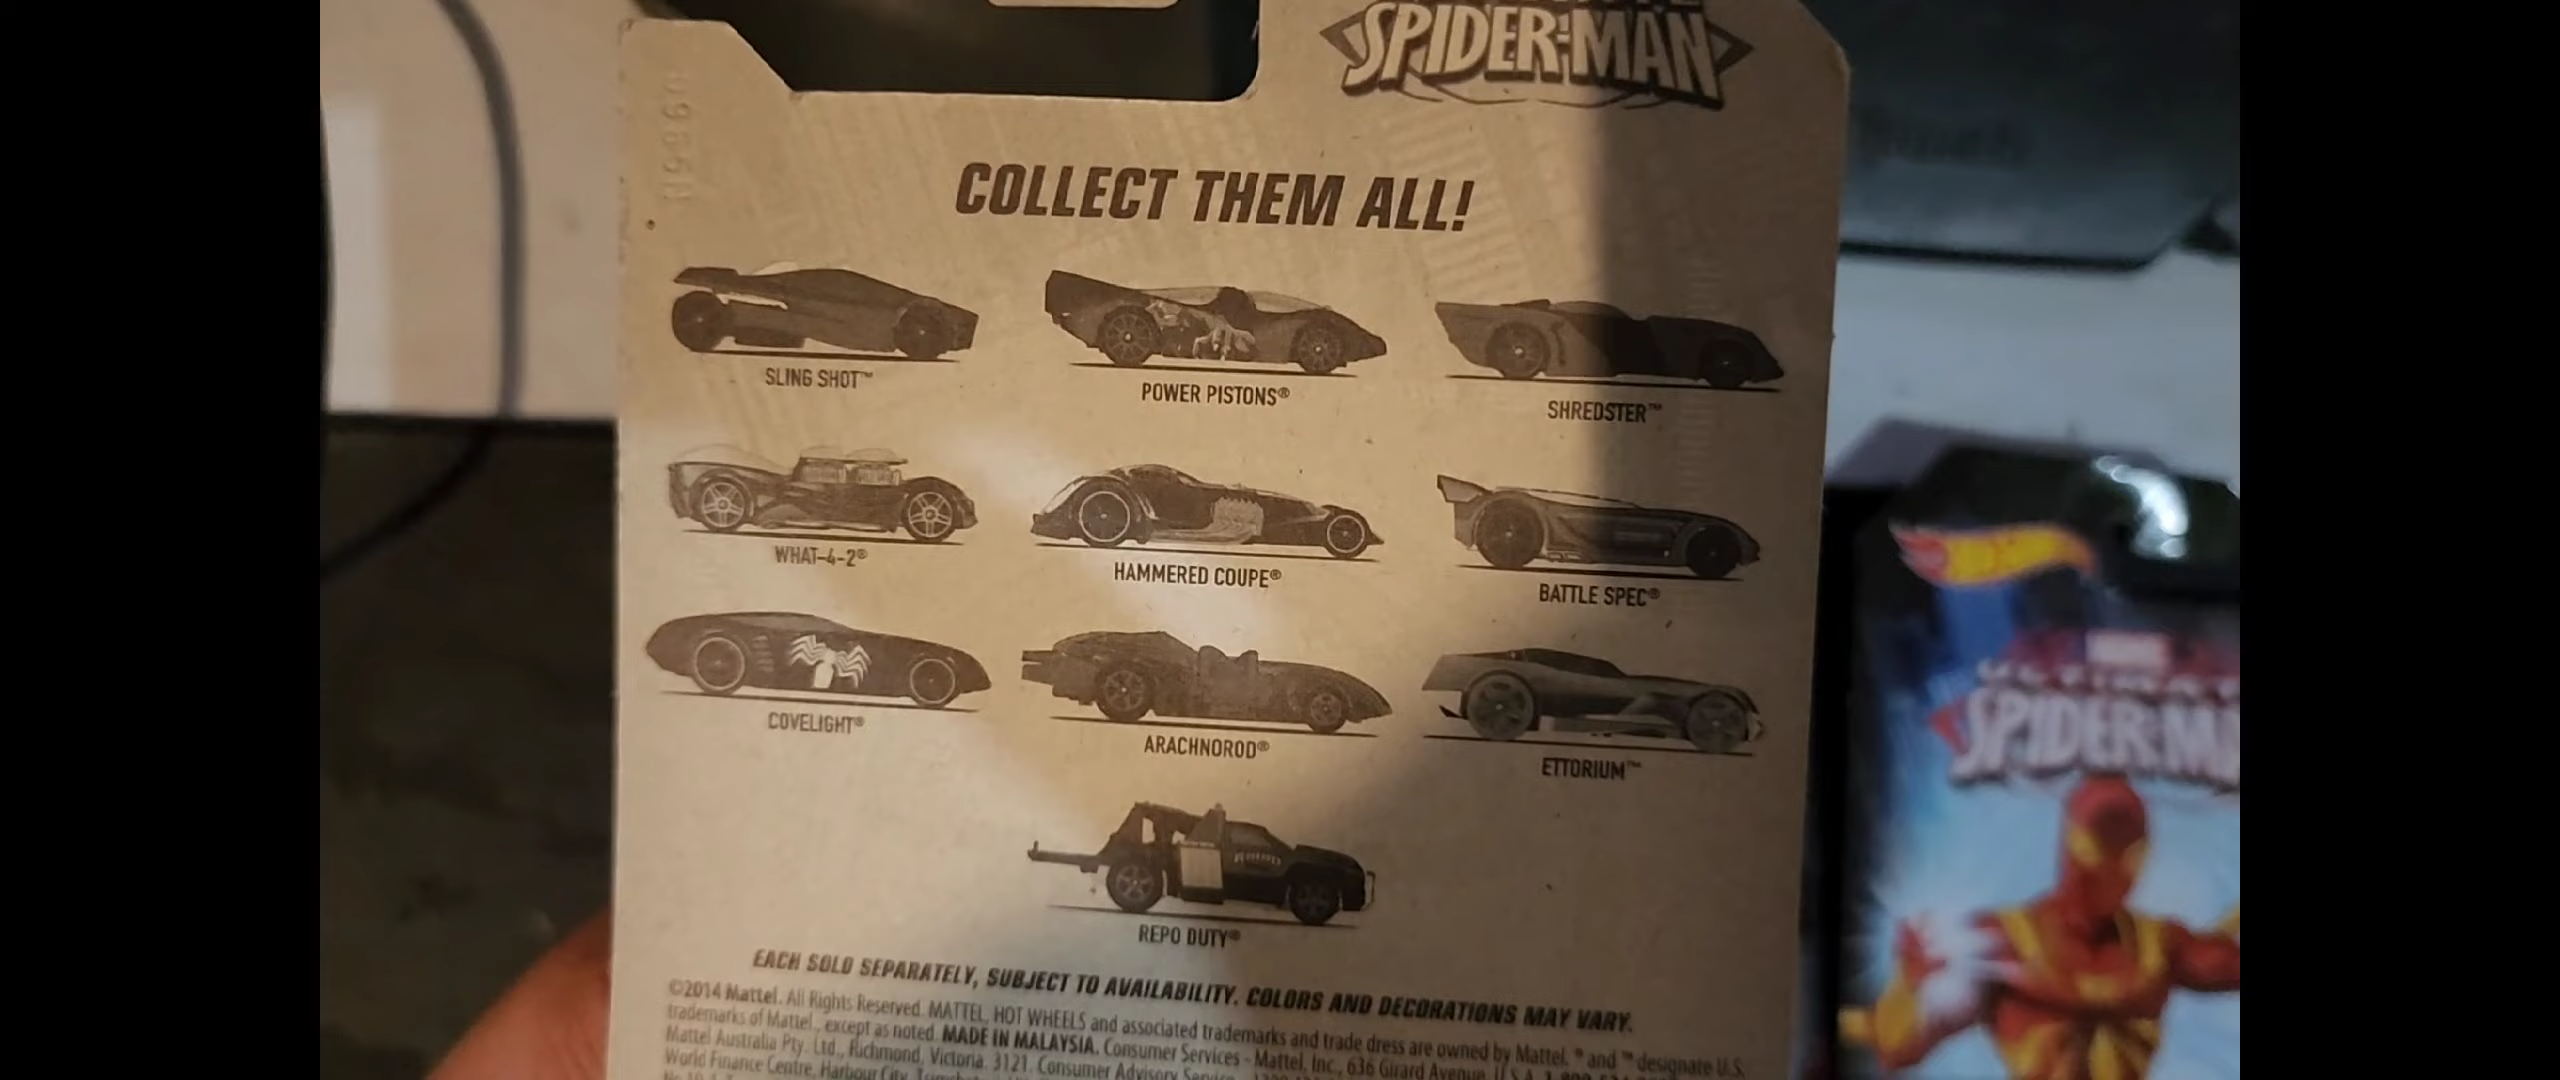 SPIDER-MAN
COLLECT THEM ALL!
SLING SHOT™
POWER PISTONS®
SHREDSTER™
WHAT-4-2®
HAMMERED COUPE®
BATTLE SPEC®
COVELIGHT®
ARACHNOROD®
ETTORIUM™
REPO DUTY®
EACH SOLD SEPARATELY, SUBJECT TO AVAILABILITY. COLORS AND DECORATIONS MAY VARY.
©2014 Mattel. All Rights Reserved. MATTEL, HOT WHEELS and associated trademarks and trade dress are owned by Mattel. ® and ™ designate U.S.
trademarks of Mattel, except as noted. MADE IN MALAYSIA. Consumer Services - Mattel, Inc., 636 Girard Avenue,
Mattel Australia Pty. Ltd., Richmond, Victoria. 3121. Consumer Advisory Service
World Finance Centre, Harbour City,
MARVEL
ULTIMATE
SPIDER-MA